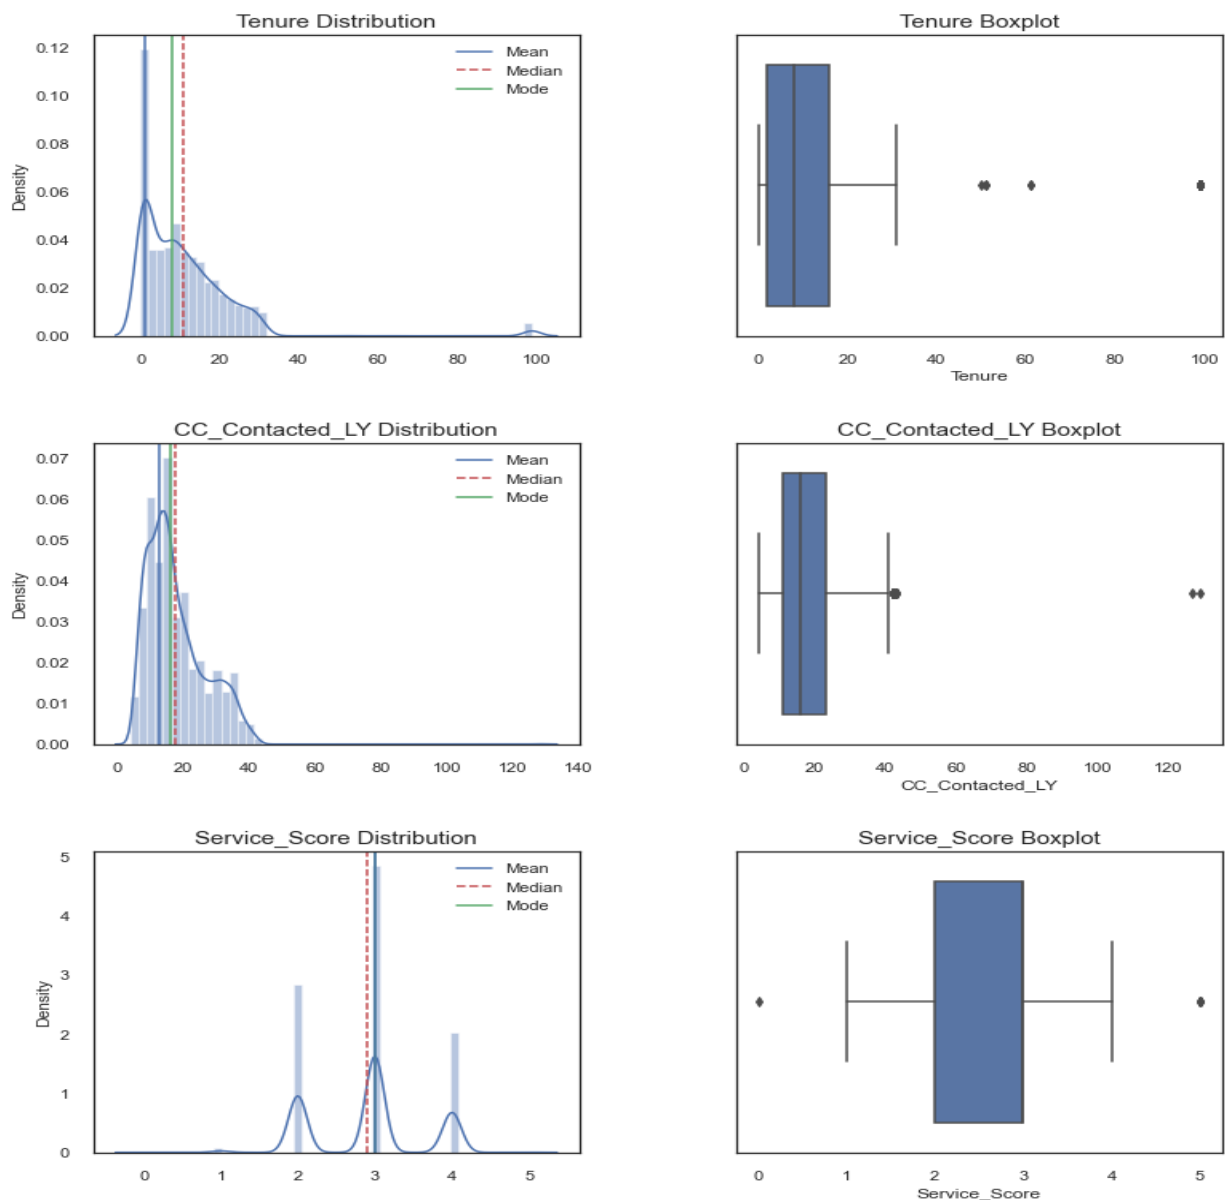 Tenure Distribution
Mean
Median
Mode
Density
0.12
0.10
0.08
0.06
0.04
0.02
0.00
0 20 40 60 80 100
Tenure Boxplot
0 20 40 60 80 100
Tenure
CC_Contacted_LY Distribution
Mean
Median
Mode
Density
0.07
0.06
0.05
0.04
0.03
0.02
0.01
0.00
0 20 40 60 80 100 120 140
CC_Contacted_LY Boxplot
0 20 40 60 80 100 120
CC_Contacted_LY
Service_Score Distribution
Mean
Median
Mode
Density
5
4
3
2
1
0
0 1 2 3 4 5
Service_Score Boxplot
0 1 2 3 4 5
Service_Score